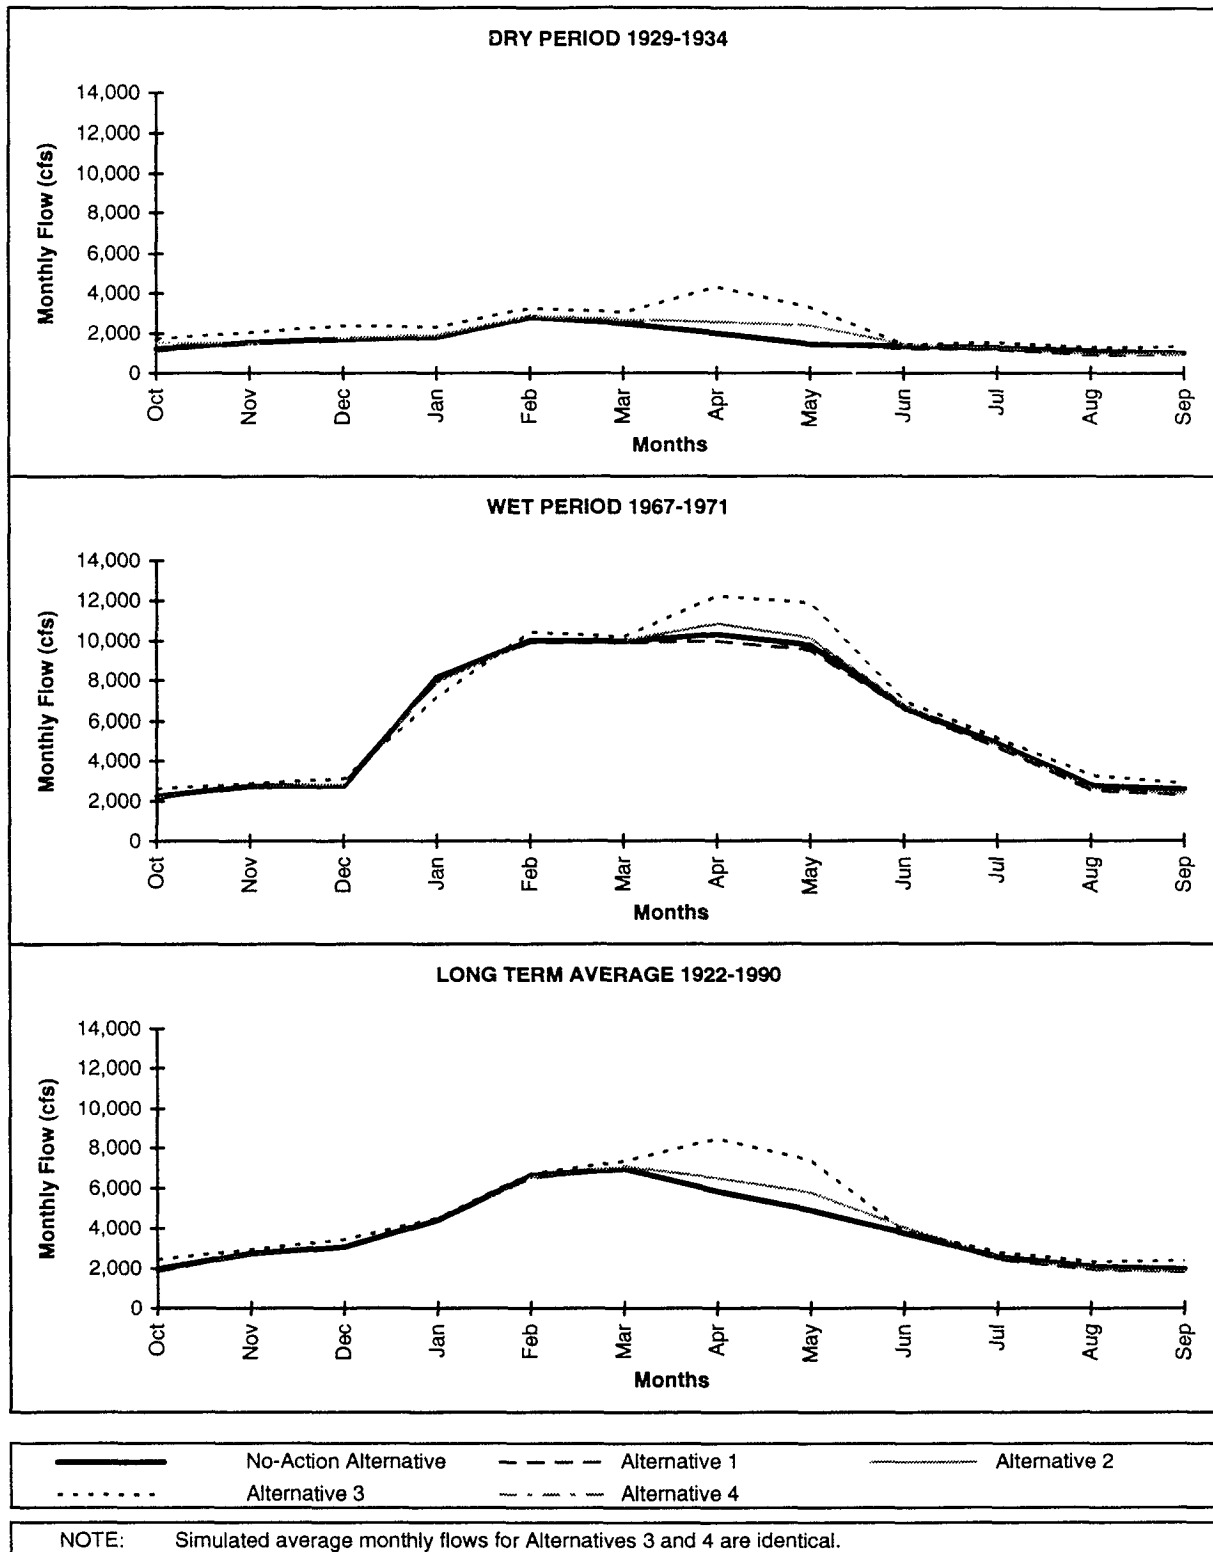 DRY PERIOD 1929-1934
Monthly Flow (cfs)
14,000
12,000
10,000
8,000
6,000
4,000
2,000
0
Oct Nov Dec Jan Feb Mar Apr May Jun Jul Aug Sep
Months
WET PERIOD 1967-1971
Monthly Flow (cfs)
14,000
12,000
10,000
8,000
6,000
4,000
2,000
0
Oct Nov Dec Jan Feb Mar Apr May Jun Jul Aug Sep
Months
LONG TERM AVERAGE 1922-1990
Monthly Flow (cfs)
14,000
12,000
10,000
8,000
6,000
4,000
2,000
0
Oct Nov Dec Jan Feb Mar Apr May Jun Jul Aug Sep
Months
No-Action Alternative Alternative 1 Alternative 2
Alternative 3 Alternative 4
NOTE: Simulated average monthly flows for Alternatives 3 and 4 are identical.